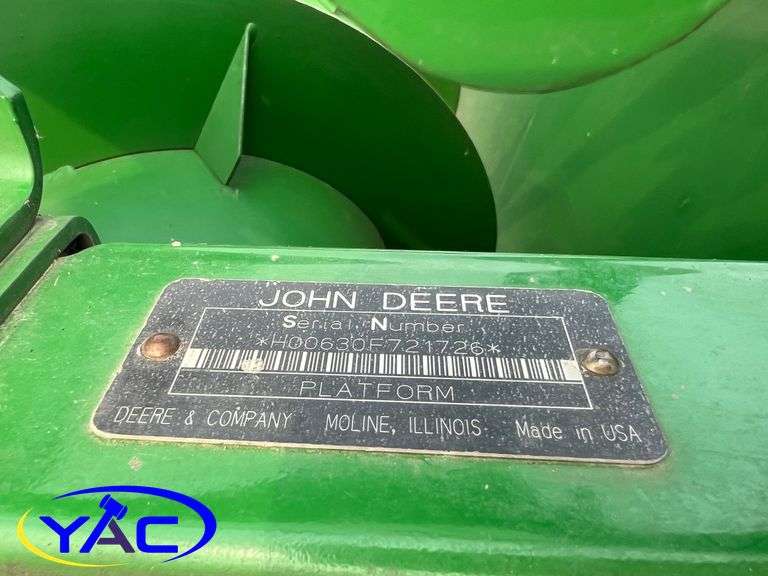 JOHN DEERE
Serial Number
*H00630F721726*
PLATFORM
DEERE & COMPANY MOLINE, ILLINOIS Made in USA
YAC